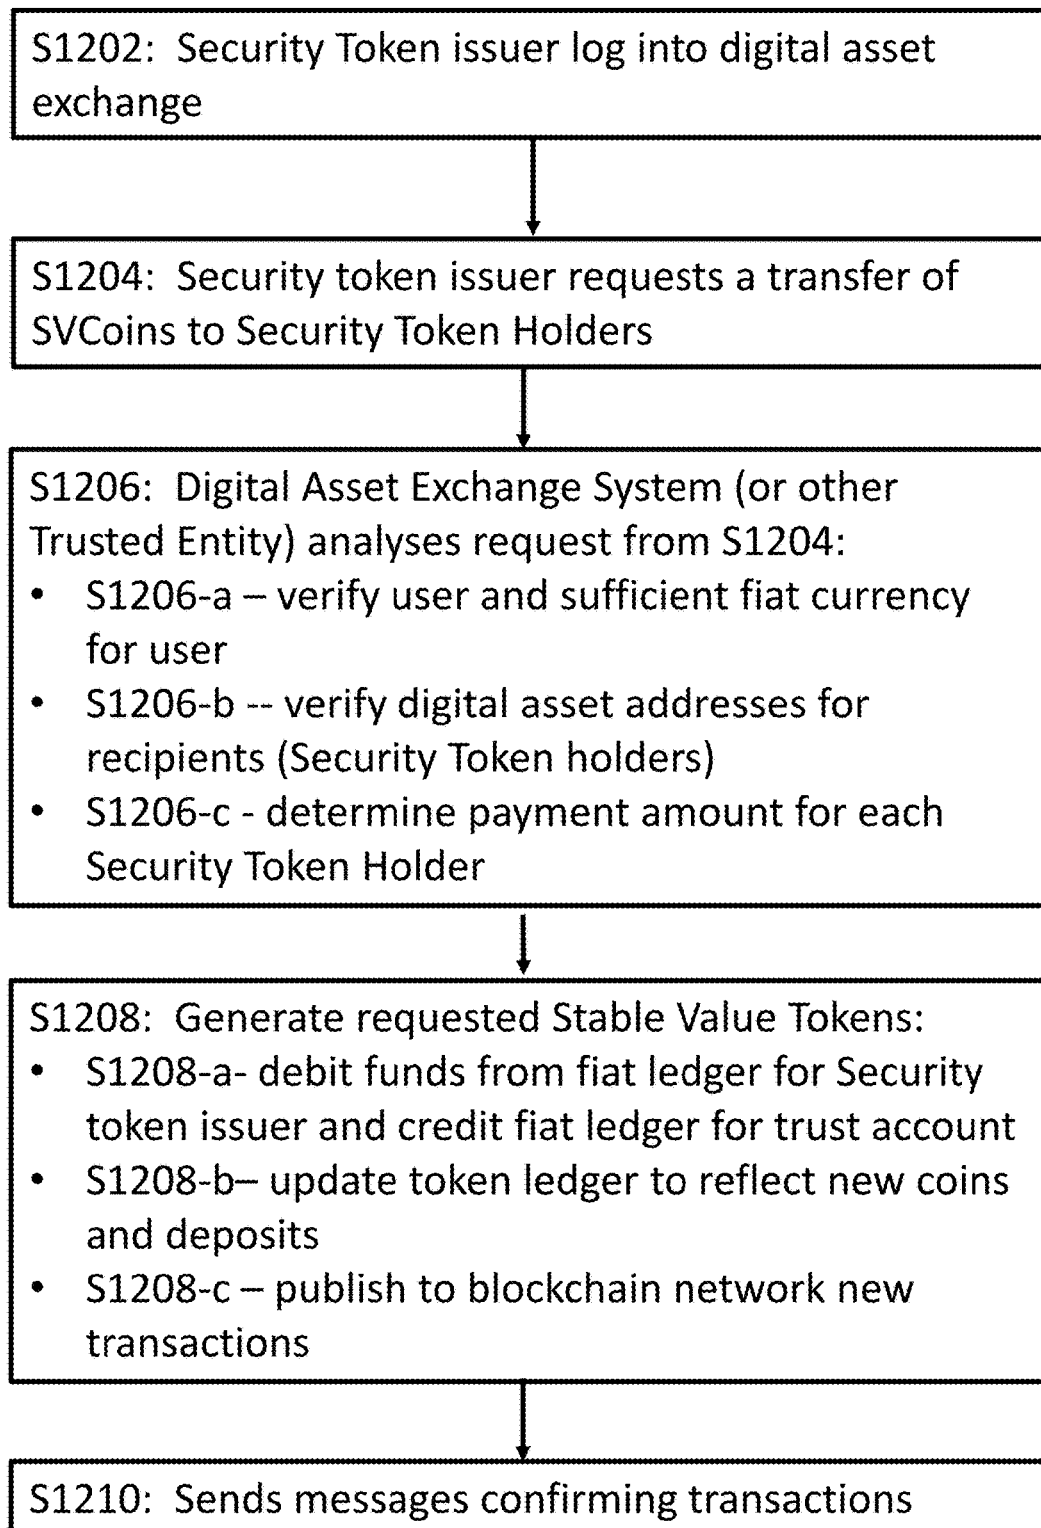 S1202: Security Token issuer log into digital asset
exchange
S1204: Security token issuer requests a transfer of
SVCoins to Security Token Holders
S1206: Digital Asset Exchange System (or other
Trusted Entity) analyses request from S1204:
• S1206-a – verify user and sufficient fiat currency
for user
• S1206-b -- verify digital asset addresses for
recipients (Security Token holders)
• S1206-c - determine payment amount for each
Security Token Holder
S1208: Generate requested Stable Value Tokens:
• S1208-a- debit funds from fiat ledger for Security
token issuer and credit fiat ledger for trust account
• S1208-b– update token ledger to reflect new coins
and deposits
• S1208-c – publish to blockchain network new
transactions
S1210: Sends messages confirming transactions